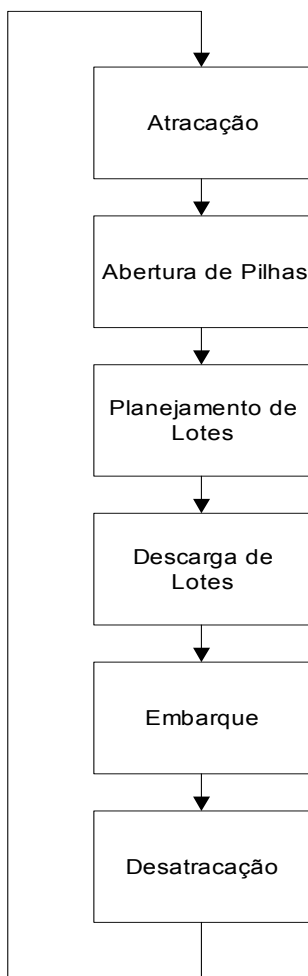 Atracação
Abertura de Pilhas
Planejamento de
Lotes
Descarga de
Lotes
Embarque
Desatracação